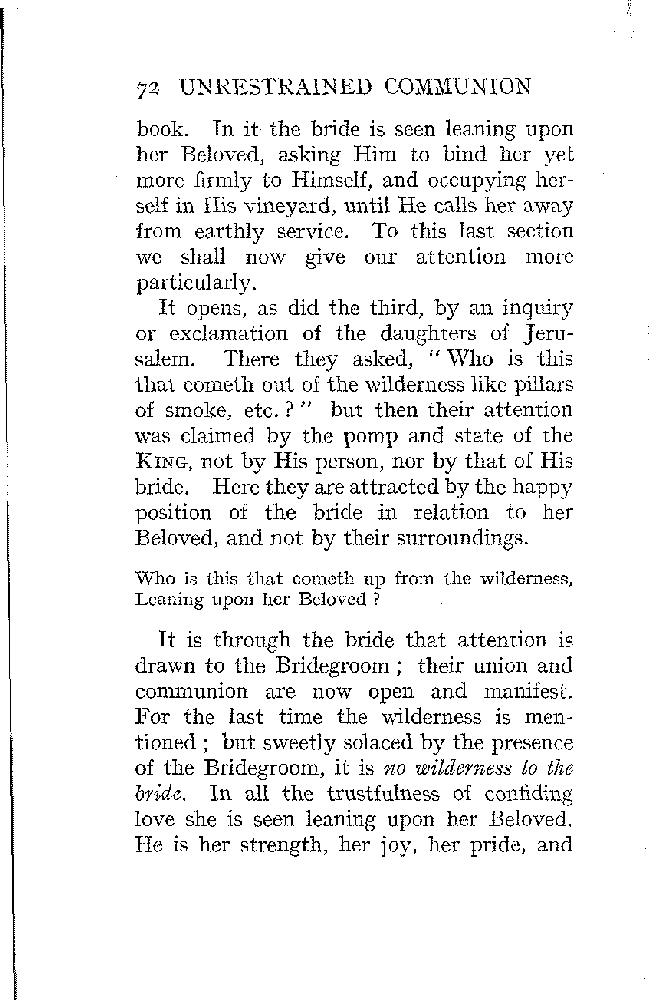 72 UNRESTRAINED COMMUNION
book. In it the bride is seen leaning upon
her Beloved, asking Him to bind her yet
more firmly to Himself, and occupying her-
self in His vineyard, until He calls her away
from earthly service. To this last section
we shall now give our attention more
particularly.
It opens, as did the third, by an inquiry
or exclamation of the daughters of Jeru-
salem. There they asked, "Who is this
that cometh out of the wilderness like pillars
of smoke, etc.?" but then their attention
was claimed by the pomp and state of the
KING, not by His person, nor by that of His
bride. Here they are attracted by the happy
position of the bride in relation to her
Beloved, and not by their surroundings.
Who is this that cometh up from the wilderness,
Leaning upon her Beloved?
It is through the bride that attention is
drawn to the Bridegroom; their union and
communion are now open and manifest.
For the last time the wilderness is men-
tioned; but sweetly solaced by the presence
of the Bridegroom, it is no wilderness to the
bride. In all the trustfulness of confiding
love she is seen leaning upon her Beloved.
He is her strength, her joy, her pride, and